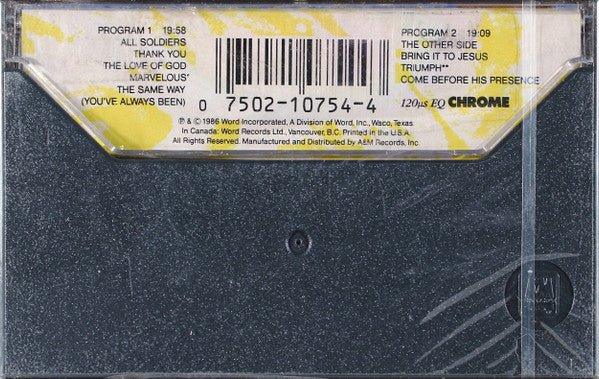 PROGRAM 1 19:58
ALL SOLDIERS
THANK YOU
THE LOVE OF GOD
MARVELOUS*
THE SAME WAY
(YOU'VE ALWAYS BEEN)
0 7502-10754-4
PROGRAM 2 19:09
THE OTHER SIDE
BRING IT TO JESUS
TRIUMPH**
COME BEFORE HIS PRESENCE
120µs EQ CHROME
℗ & © 1986 Word Incorporated, A Division of Word, Inc., Waco, Texas.
In Canada: Word Records Ltd., Vancouver, B.C. Printed in the U.S.A.
All Rights Reserved. Manufactured and Distributed by A&M Records, Inc.